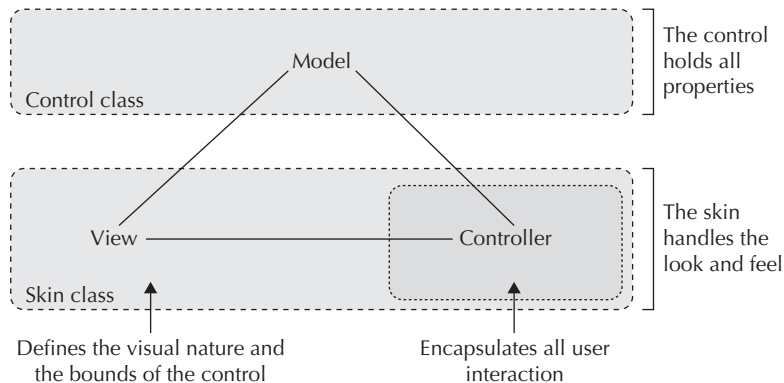 Model
Control class
The control
holds all
properties
View
Controller
Skin class
The skin
handles the
look and feel
Defines the visual nature and
the bounds of the control
Encapsulates all user
interaction